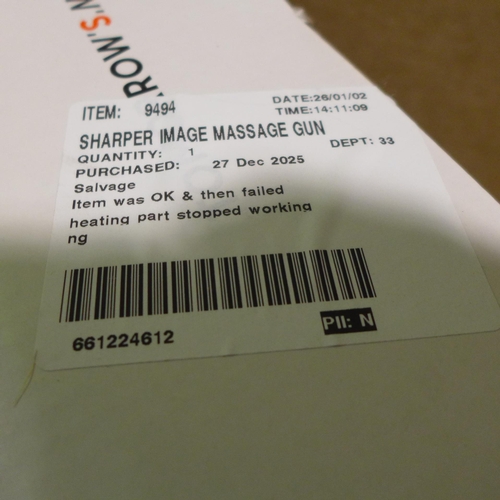 .ROW'S.N
ITEM: 9494
DATE:26/01/02
TIME:14:11:09
SHARPER IMAGE MASSAGE GUN
QUANTITY: 1
DEPT: 33
PURCHASED: 27 Dec 2025
Salvage
Item was OK & then failed
heating part stopped working
ng
661224612
PII: N